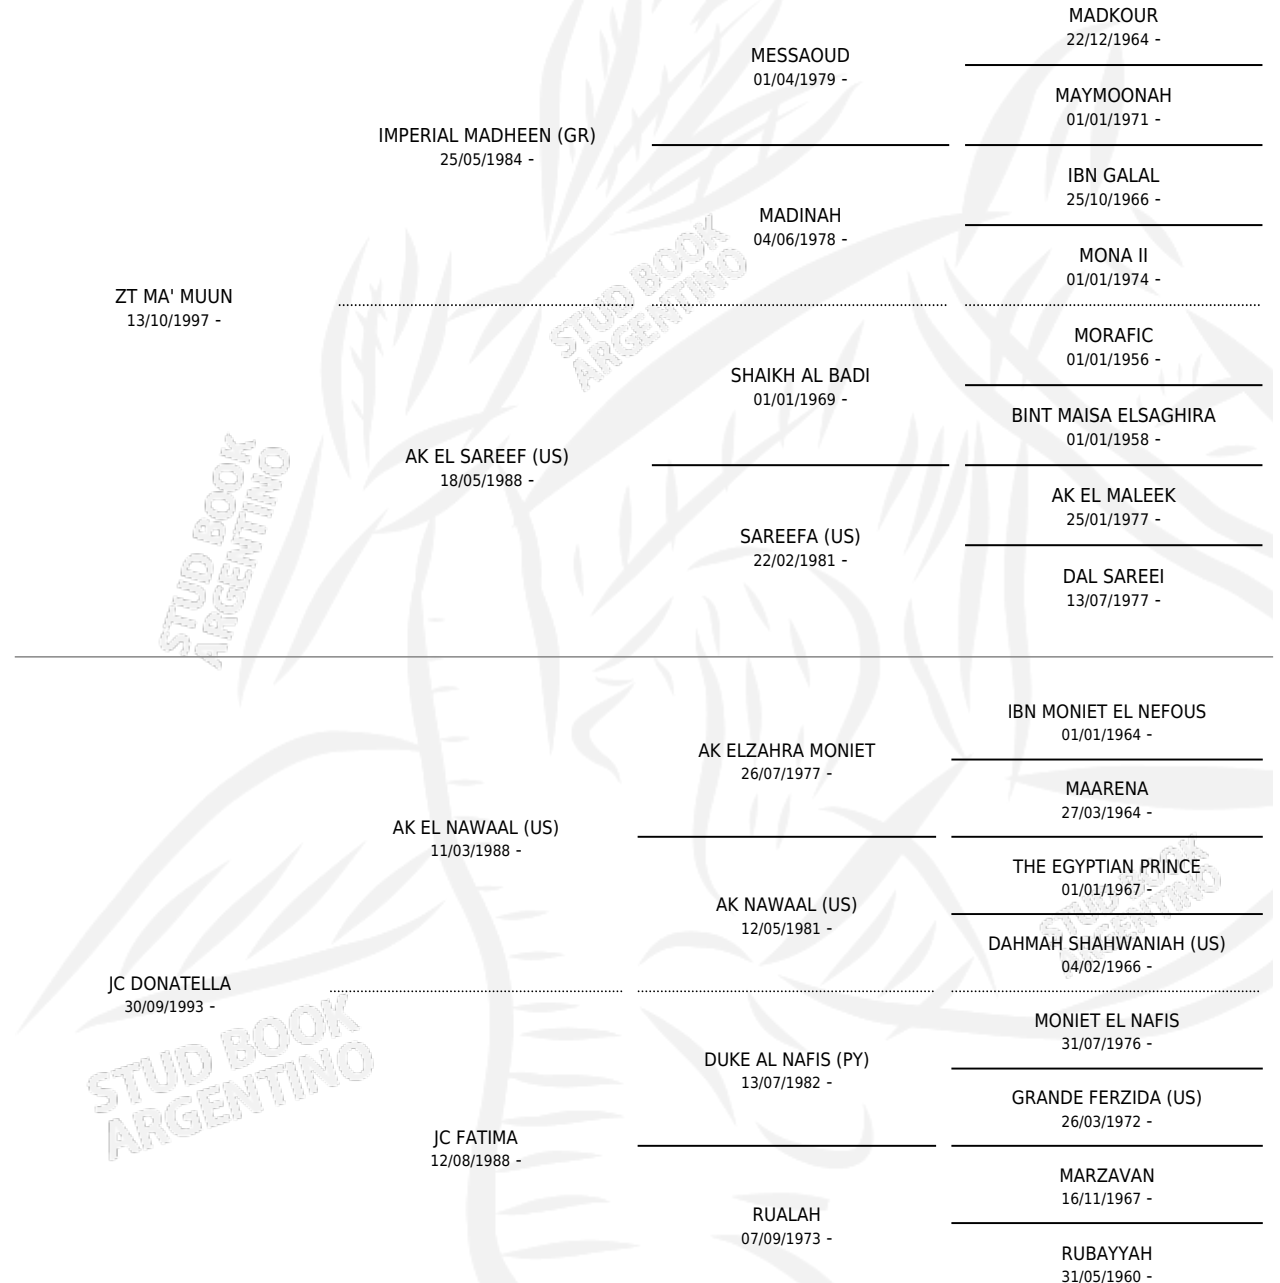 MADKOUR
22/12/1964 -
MESSAOUD
01/04/1979 -
MAYMOONAH
01/01/1971 -
IMPERIAL MADHEEN (GR)
25/05/1984 -
IBN GALAL
25/10/1966 -
MADINAH
04/06/1978 -
MONA II
01/01/1974 -
ZT MA' MUUN
13/10/1997 -
STUD BOOK
ARGENTINO
MORAFIC
01/01/1956 -
SHAIKH AL BADI
01/01/1969 -
BINT MAISA ELSAGHIRA
01/01/1958 -
AK EL SAREEF (US)
18/05/1988 -
AK EL MALEEK
25/01/1977 -
SAREEFA (US)
22/02/1981 -
DAL SAREEI
13/07/1977 -
STUD BOOK
ARGENTINO
IBN MONIET EL NEFOUS
01/01/1964 -
AK ELZAHRA MONIET
26/07/1977 -
MAARENA
27/03/1964 -
AK EL NAWAAL (US)
11/03/1988 -
THE EGYPTIAN PRINCE
01/01/1967 -
AK NAWAAL (US)
12/05/1981 -
DAHMAH SHAHWANIAH (US)
04/02/1966 -
STUD BOOK
ARGENTINO
JC DONATELLA
30/09/1993 -
MONIET EL NAFIS
31/07/1976 -
DUKE AL NAFIS (PY)
13/07/1982 -
GRANDE FERZIDA (US)
26/03/1972 -
STUD BOOK
ARGENTINO
JC FATIMA
12/08/1988 -
MARZAVAN
16/11/1967 -
RUALAH
07/09/1973 -
RUBAYYAH
31/05/1960 -